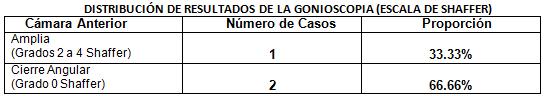 DISTRIBUCIÓN DE RESULTADOS DE LA GONIOSCOPIA (ESCALA DE SHAFFER)
Cámara Anterior Número de Casos Proporción
Amplia
(Grados 2 a 4 Shaffer) 1 33.33%
Cierre Angular
(Grado 0 Shaffer) 2 66.66%